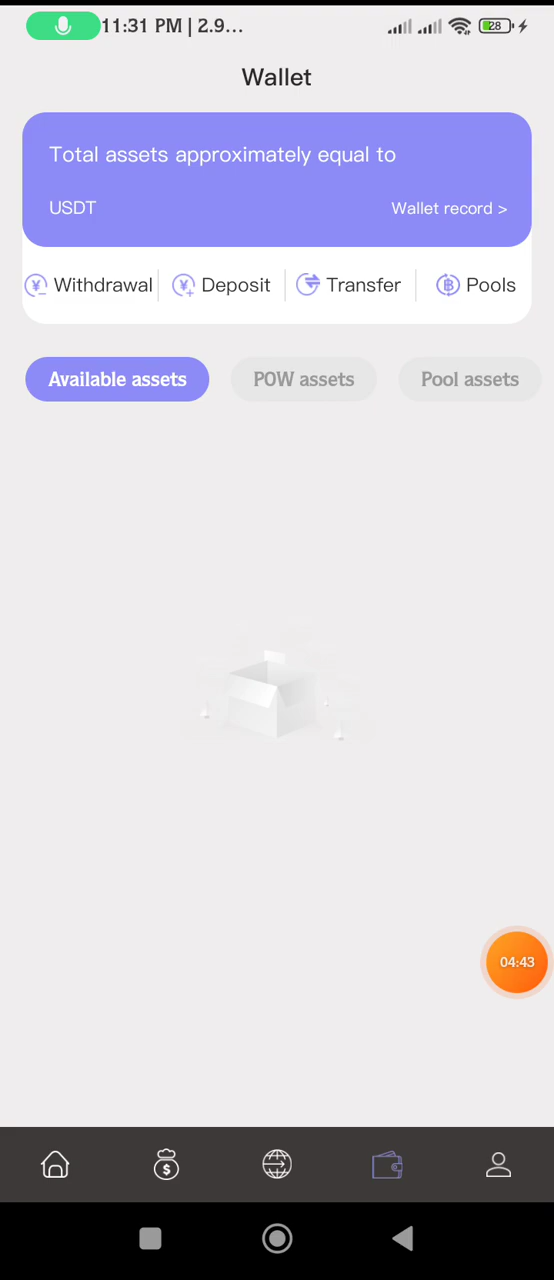 11:31 PM | 2.9...
28
Wallet
Total assets approximately equal to
USDT
Wallet record >
Withdrawal
Deposit
Transfer
Pools
Available assets
POW assets
Pool assets
04:43